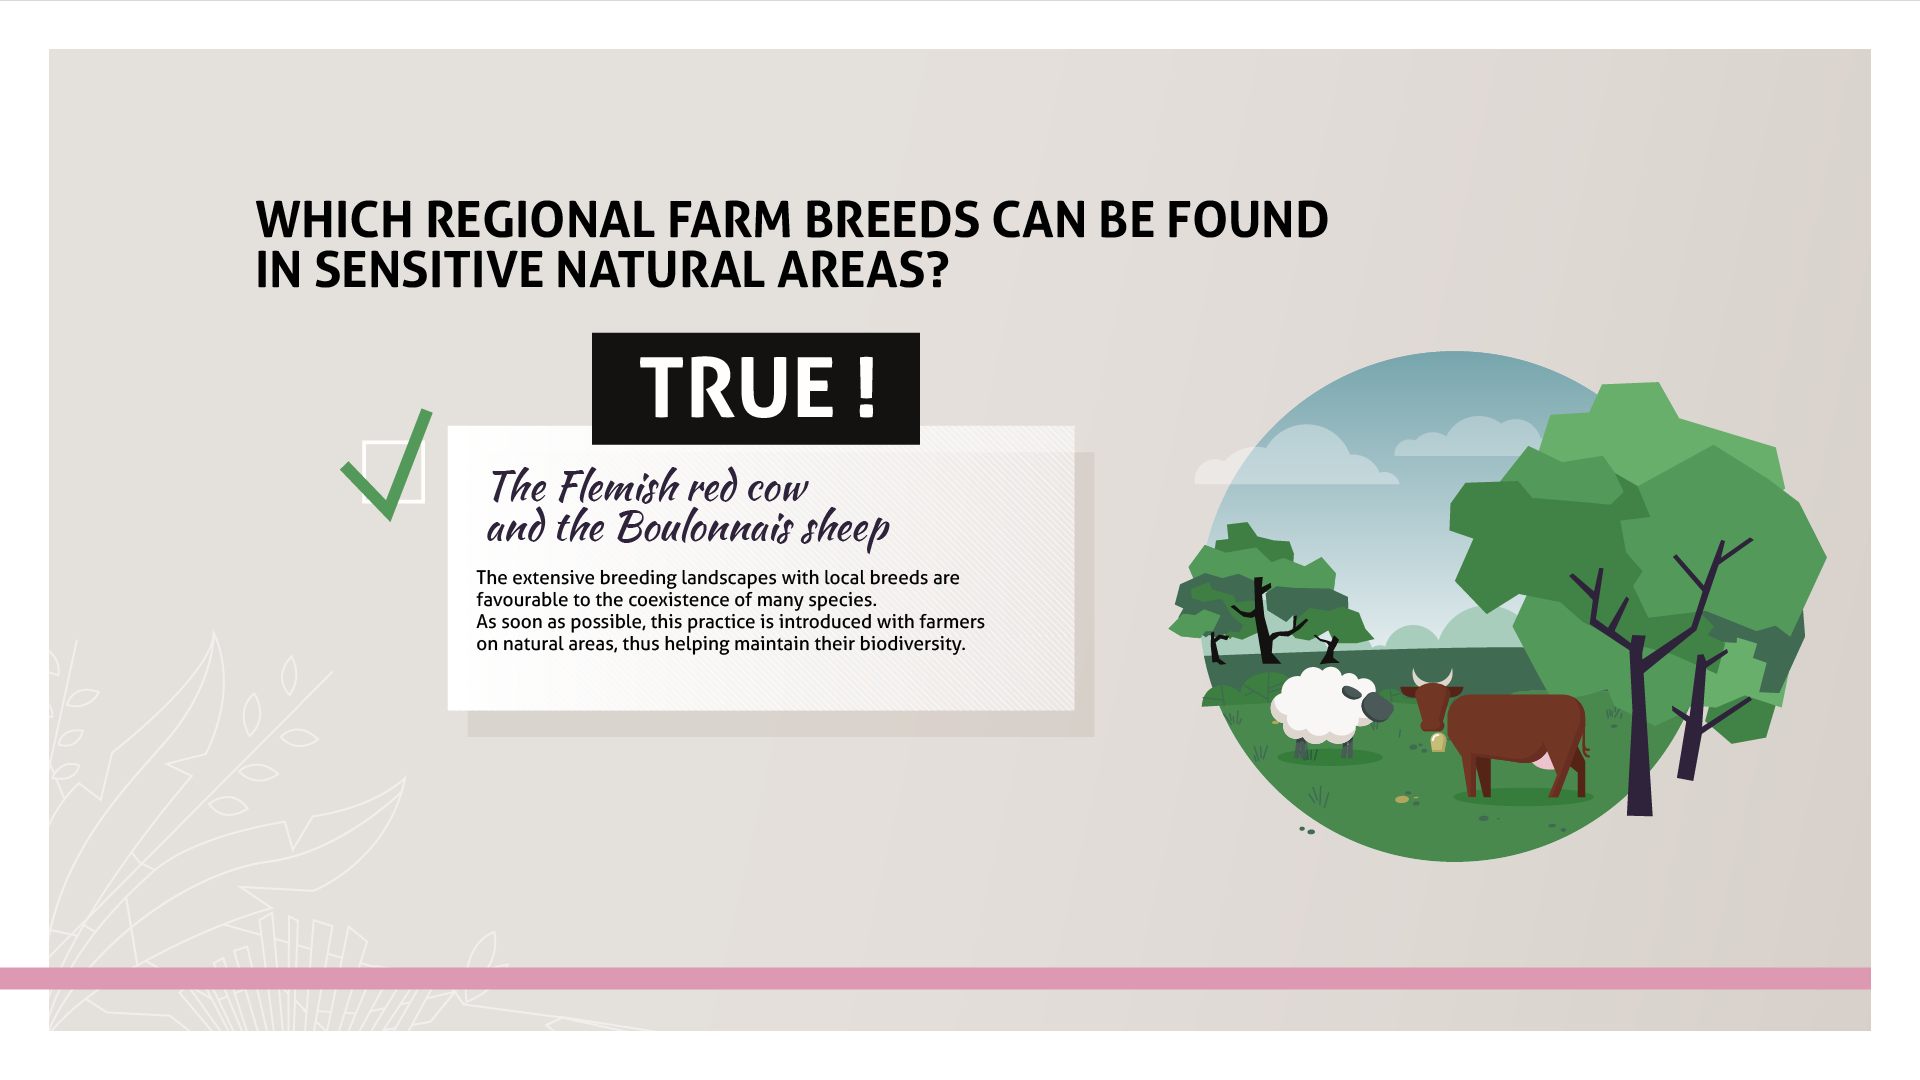 WHICH REGIONAL FARM BREEDS CAN BE FOUND
IN SENSITIVE NATURAL AREAS?
TRUE !
The Flemish red cow
and the Boulonnais sheep
The extensive breeding landscapes with local breeds are
favourable to the coexistence of many species.
As soon as possible, this practice is introduced with farmers
on natural areas, thus helping maintain their biodiversity.